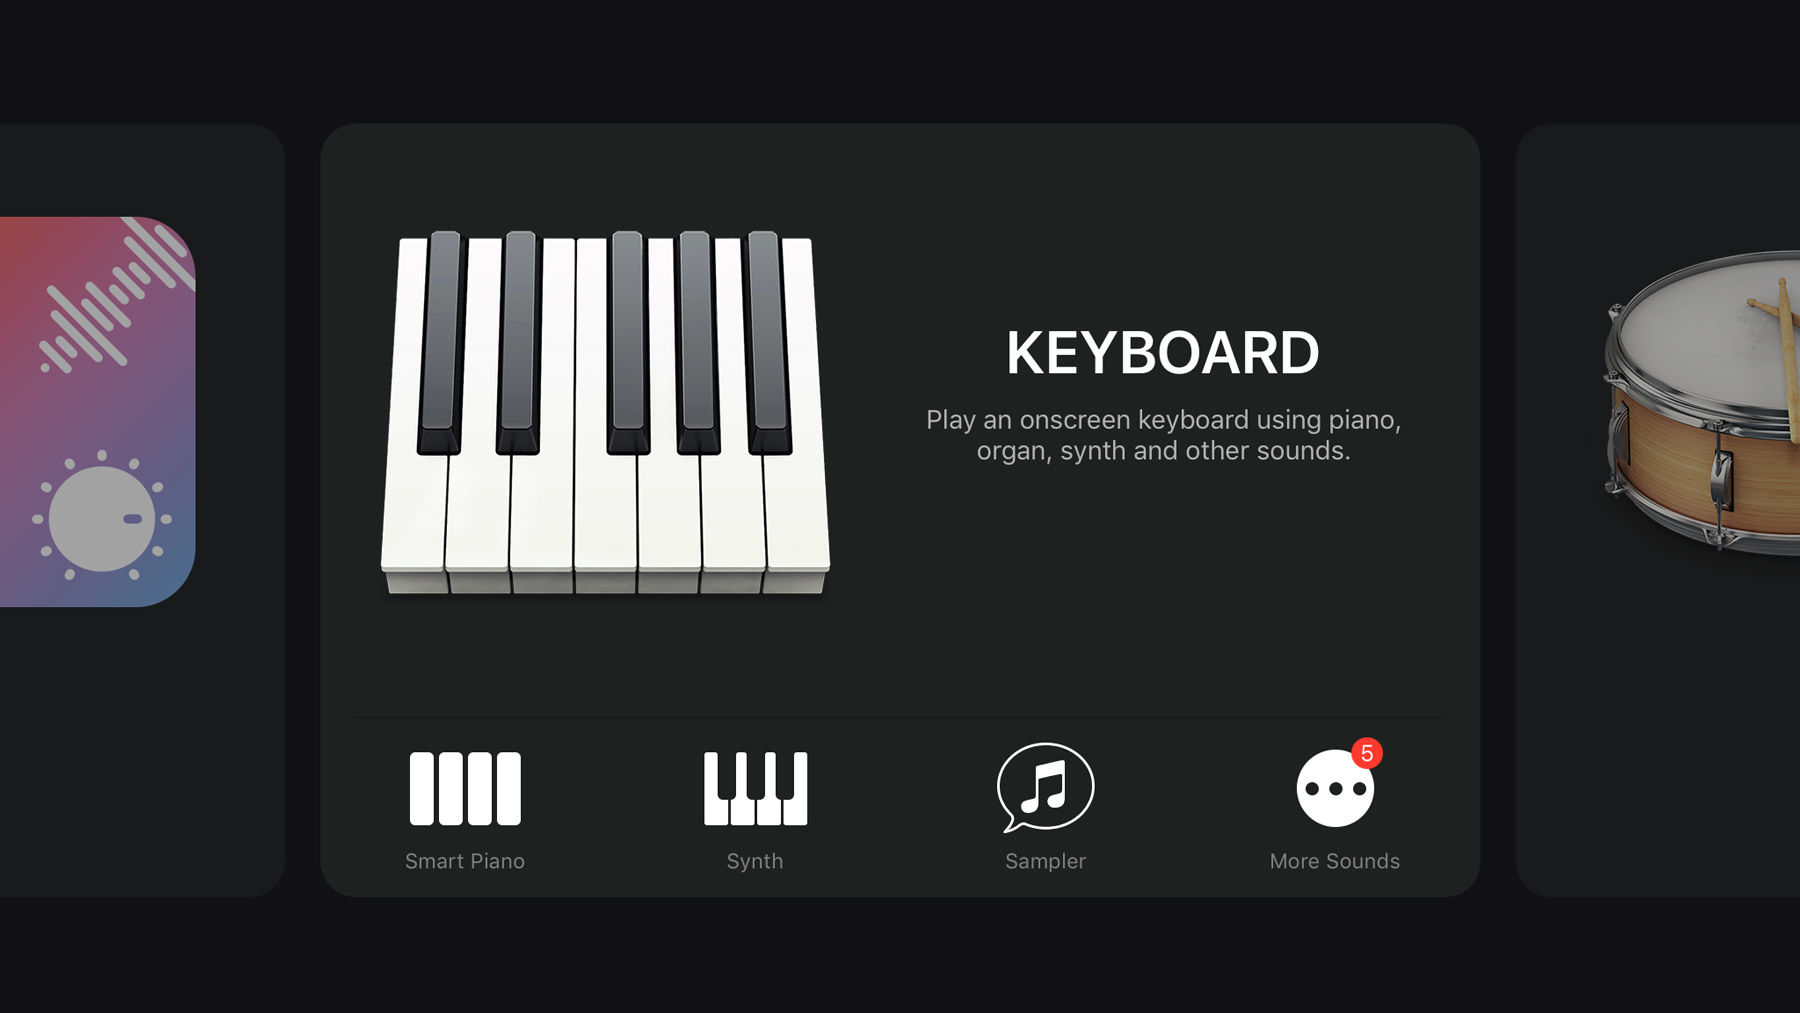 KEYBOARD
Play an onscreen keyboard using piano,
organ, synth and other sounds.
5
Smart Piano
Synth
Sampler
More Sounds